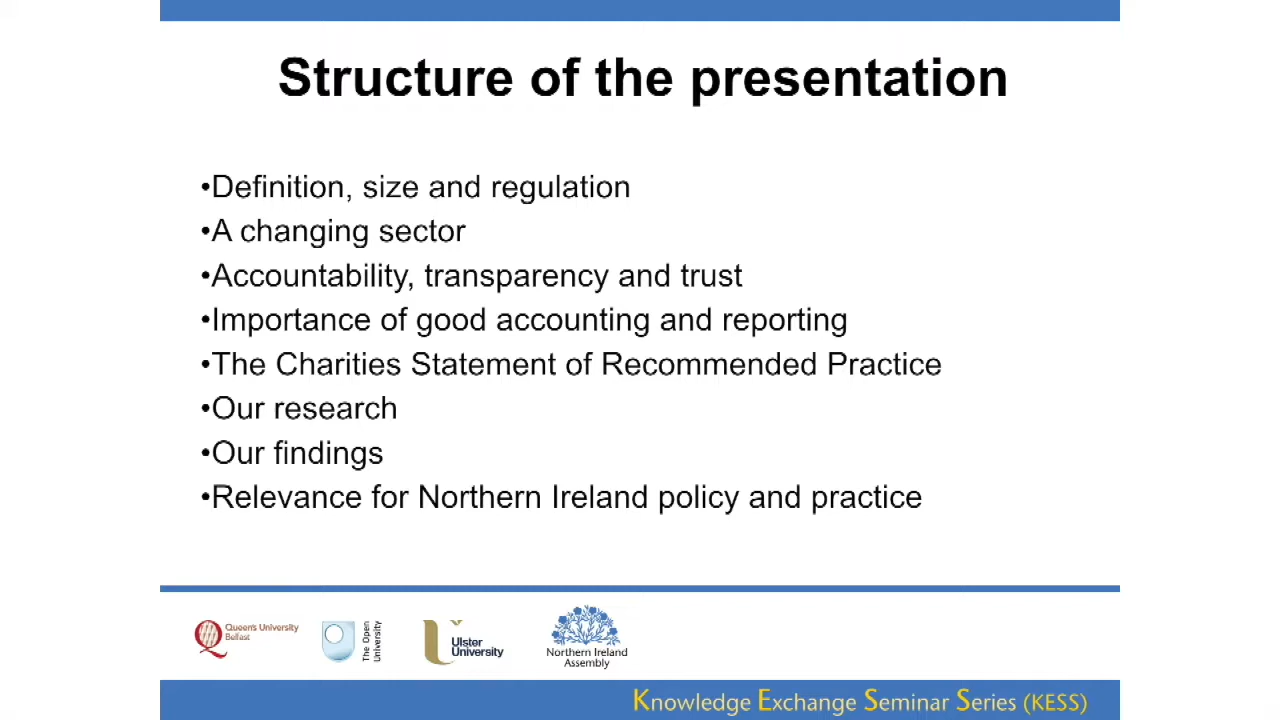 Structure of the presentation
•Definition, size and regulation
•A changing sector
•Accountability, transparency and trust
•Importance of good accounting and reporting
•The Charities Statement of Recommended Practice
•Our research
•Our findings
•Relevance for Northern Ireland policy and practice
Queen's University
Belfast
The Open
University
Ulster
University
Northern Ireland
Assembly
Knowledge Exchange Seminar Series (KESS)